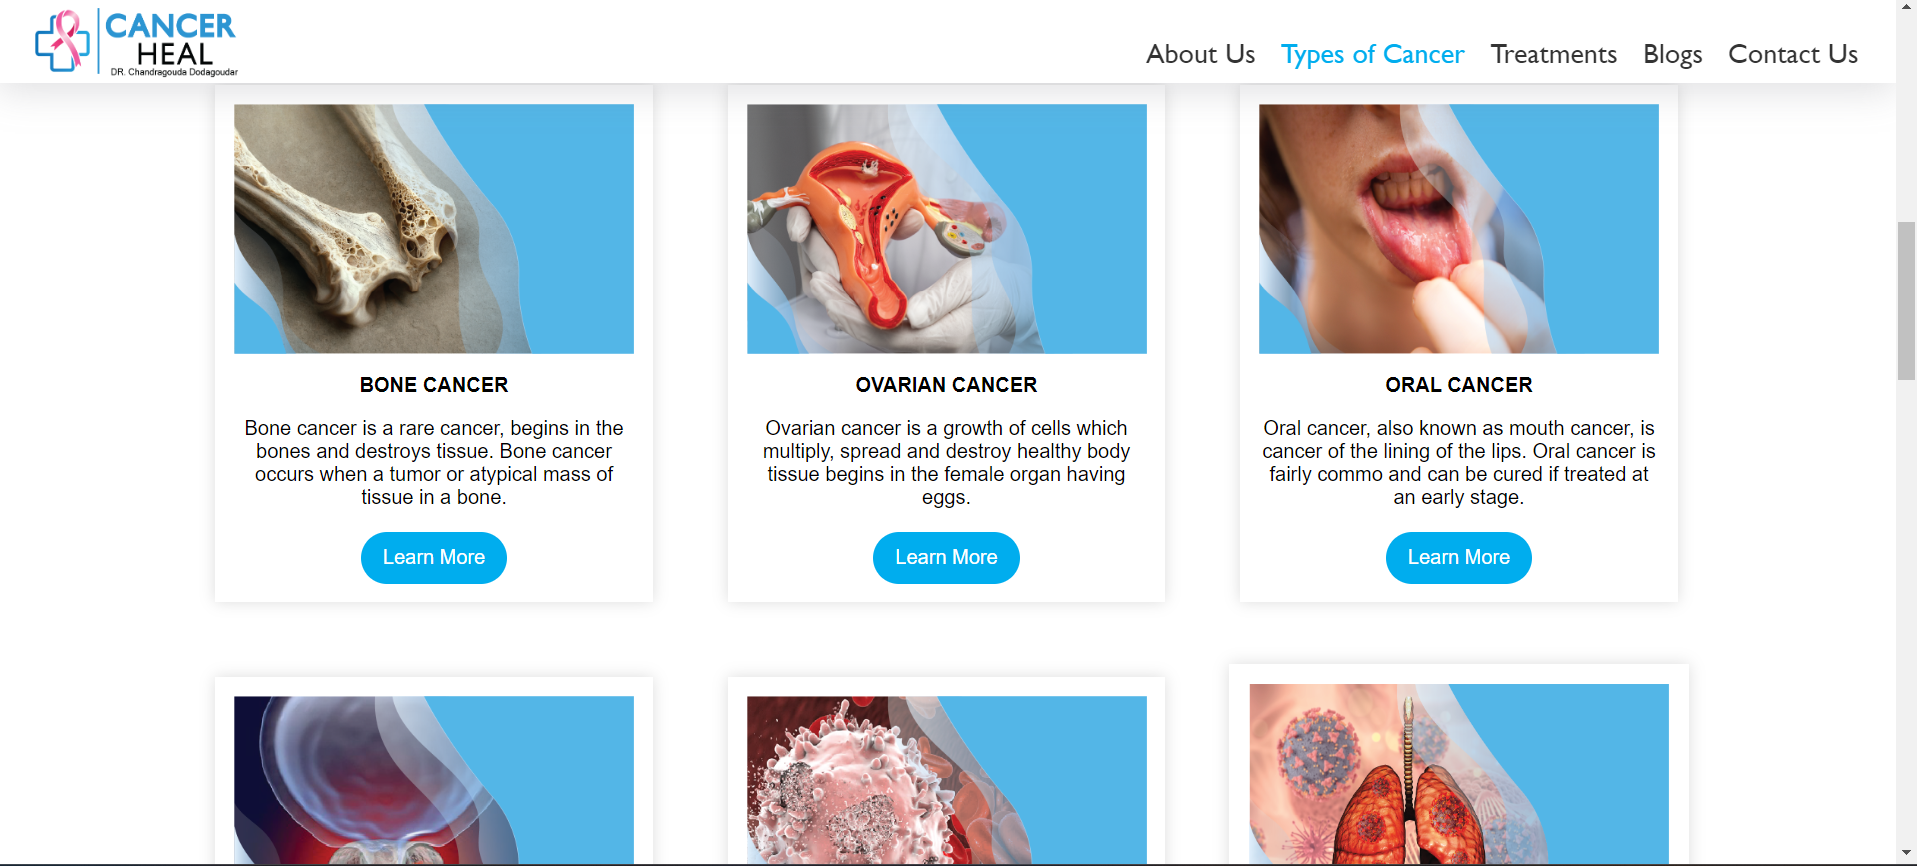 CANCER
HEAL
DR. Chandragouda Dodagoudar
About Us Types of Cancer Treatments Blogs Contact Us
BONE CANCER
Bone cancer is a rare cancer, begins in the
bones and destroys tissue. Bone cancer
occurs when a tumor or atypical mass of
tissue in a bone.
Learn More
OVARIAN CANCER
Ovarian cancer is a growth of cells which
multiply, spread and destroy healthy body
tissue begins in the female organ having
eggs.
Learn More
ORAL CANCER
Oral cancer, also known as mouth cancer, is
cancer of the lining of the lips. Oral cancer is
fairly commo and can be cured if treated at
an early stage.
Learn More